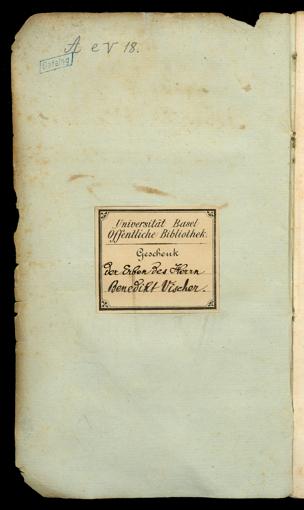 A e V 18.
Katalog
Universität Basel
Öffentliche Bibliothek.
Geschenk
der Erben des Herrn
Benedikt Vischer.